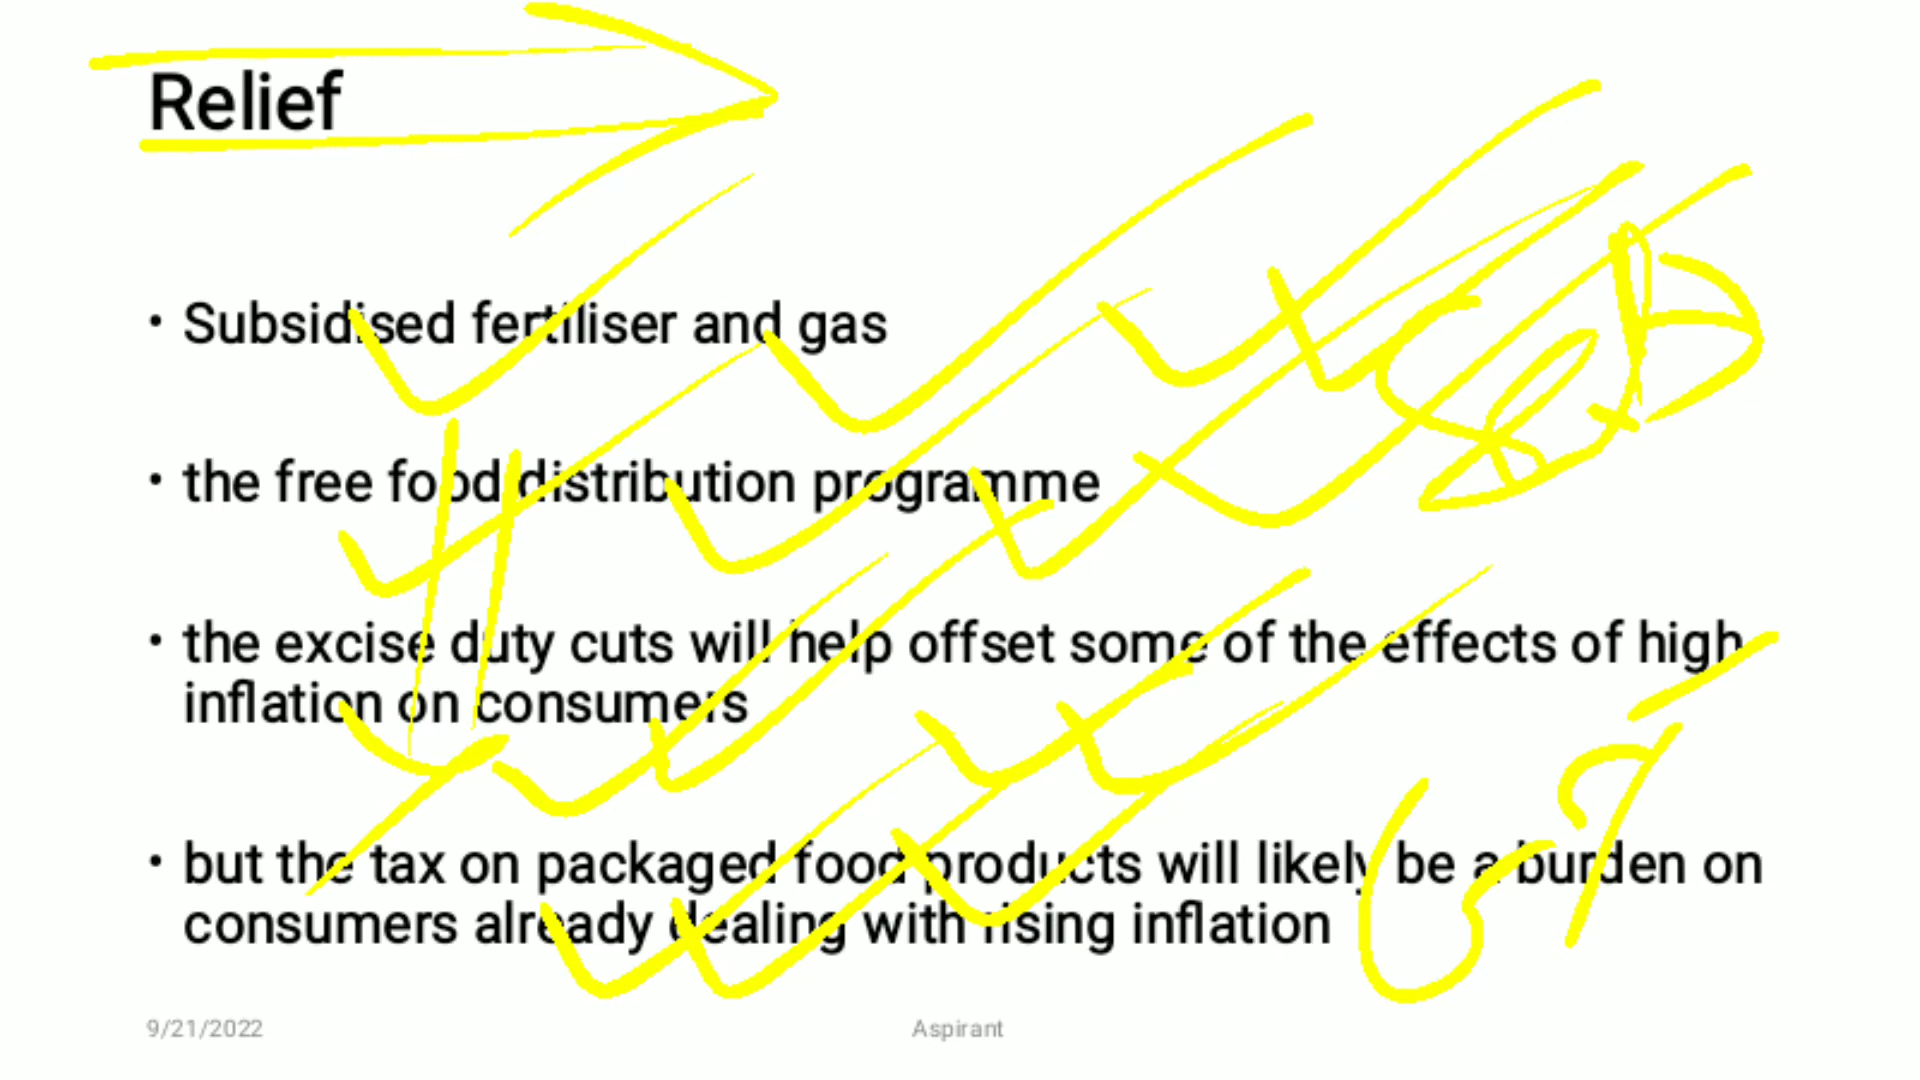 Relief
• Subsidised fertiliser and gas
• the free food distribution programme
• the excise duty cuts will help offset some of the effects of high
inflation on consumers
• but the tax on packaged food products will likely be a burden on
consumers already dealing with rising inflation
9/21/2022
Aspirant